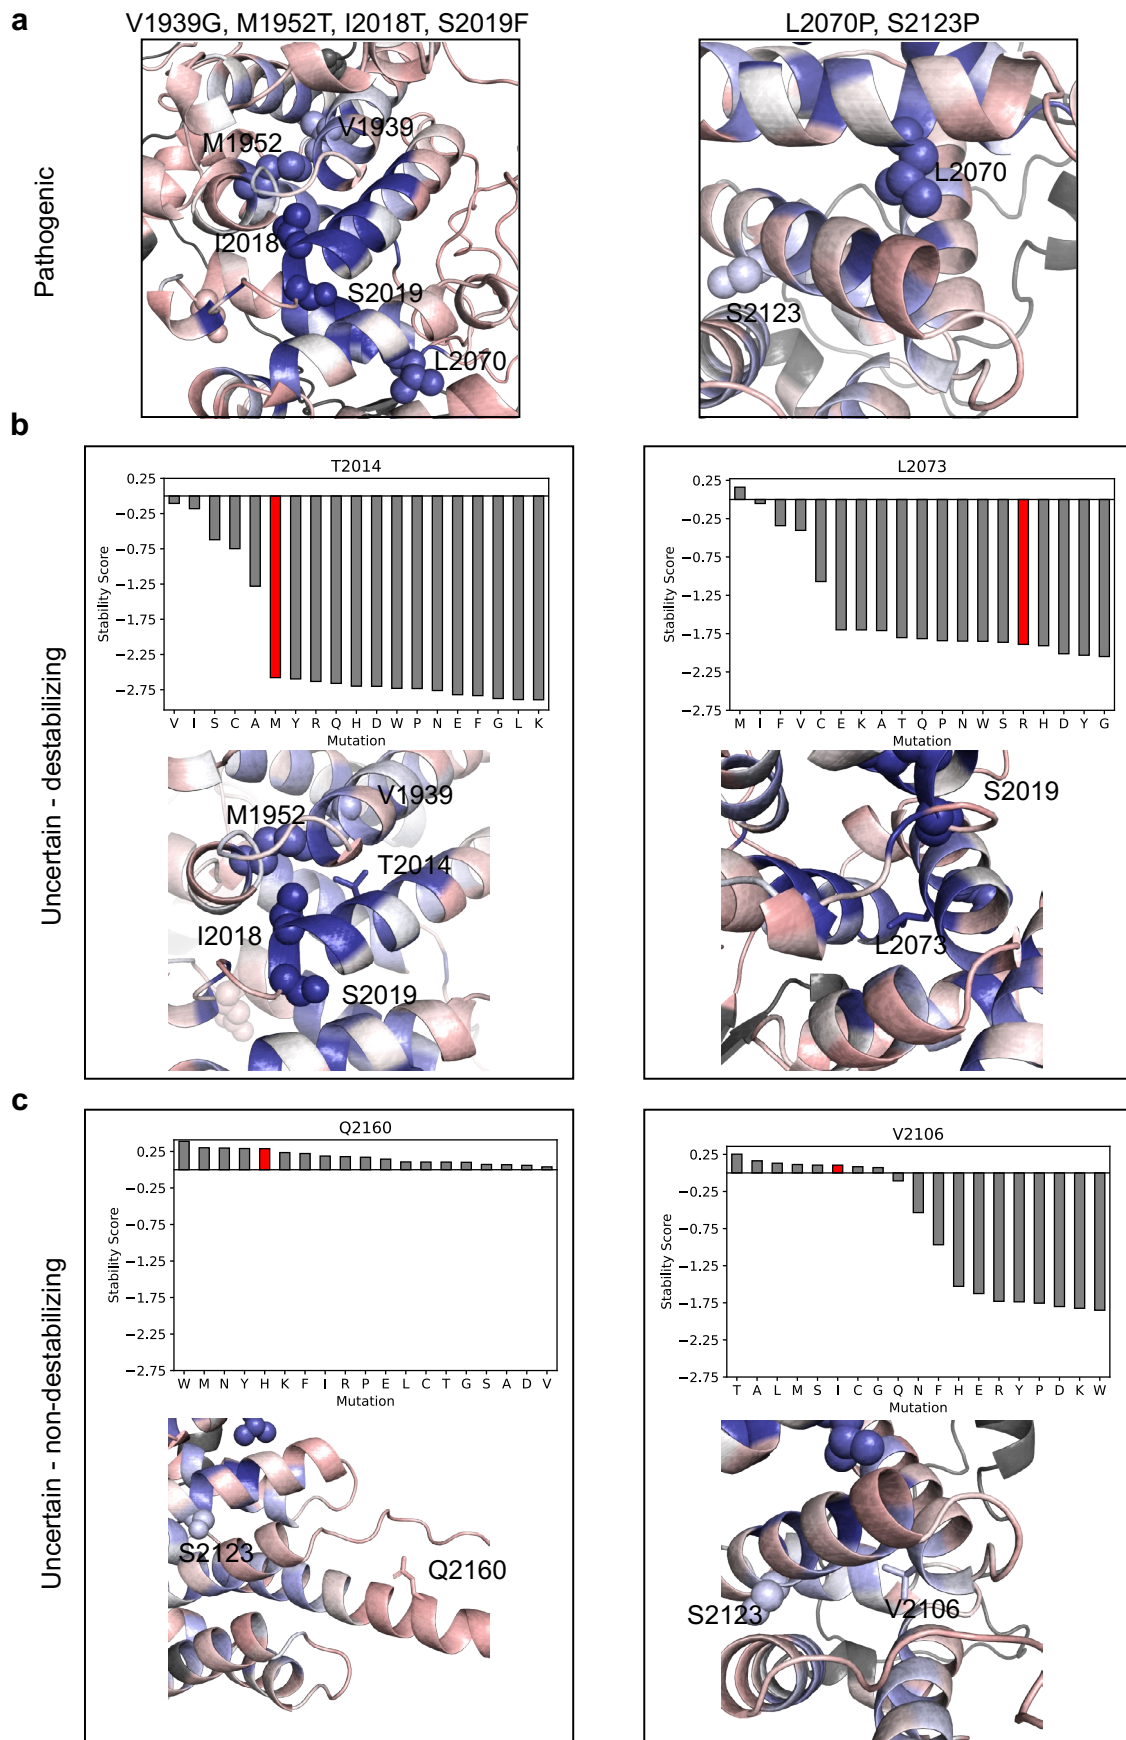 a
V1939G, M1952T, I2018T, S2019F
L2070P, S2123P
Pathogenic
M1952
V1939
I2018
S2019
L2070
L2070
S2123
b
Uncertain - destabilizing
T2014
Stability Score
0.25
−0.25
−0.75
−1.25
−1.75
−2.25
−2.75
V I S C A M Y R Q H D W P N E F G L K
Mutation
M1952
V1939
T2014
I2018
S2019
L2073
Stability Score
0.25
−0.25
−0.75
−1.25
−1.75
−2.25
−2.75
M I F V C E K A T Q P N W S R H D Y G
Mutation
S2019
L2073
c
Uncertain - non-destabilizing
Q2160
Stability Score
0.25
−0.25
−0.75
−1.25
−1.75
−2.25
−2.75
W M N Y H K F I R P E L C T G S A D V
Mutation
S2123
Q2160
V2106
Stability Score
0.25
−0.25
−0.75
−1.25
−1.75
−2.25
−2.75
T A L M S I C G Q N F H E R Y P D K W
Mutation
S2123
V2106